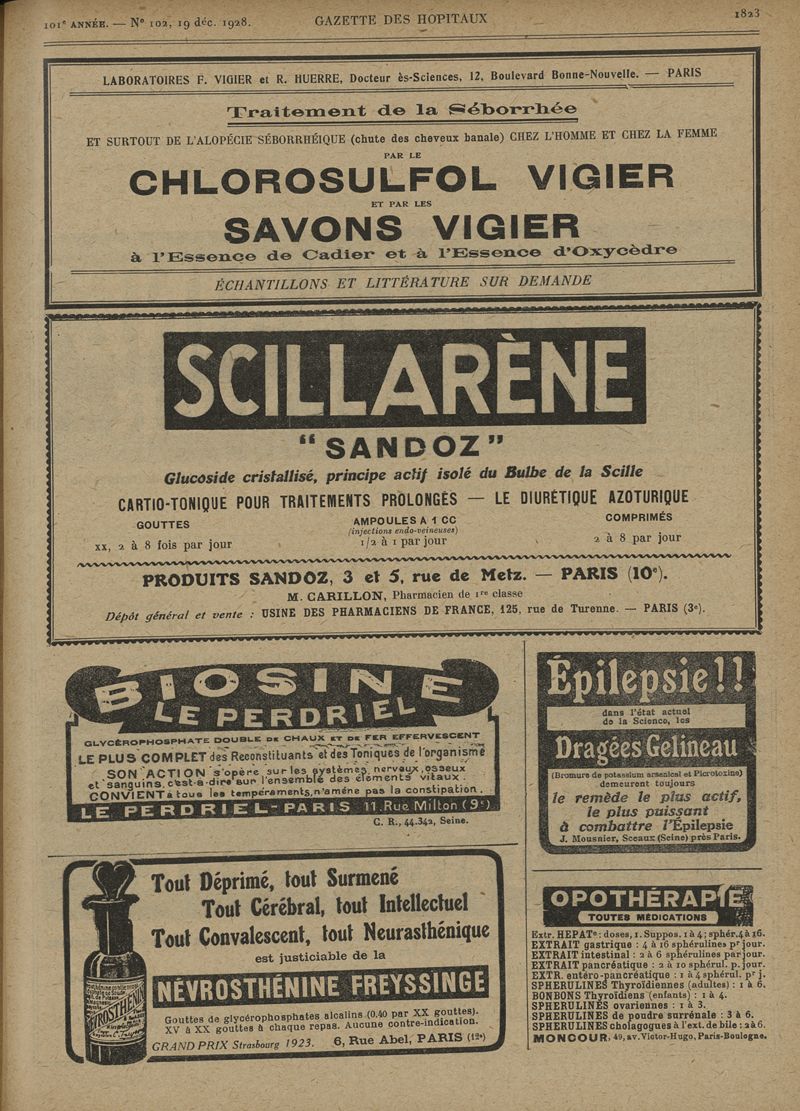 101e ANNÉE. — No 102, 19 déc. 1928.
GAZETTE DES HOPITAUX
1823
LABORATOIRES F. VIGIER et R. HUERRE, Docteur ès-Sciences, 12, Boulevard Bonne-Nouvelle. — PARIS
Traitement de la Séborrhée
ET SURTOUT DE L'ALOPÉCIE SÉBORRHÉIQUE (chute des cheveux banale) CHEZ L'HOMME ET CHEZ LA FEMME
PAR LE
CHLOROSULFOL VIGIER
ET PAR LES
SAVONS VIGIER
à l'Essence de Cadier et à l'Essence d'Oxycèdre
ÉCHANTILLONS ET LITTÉRATURE SUR DEMANDE
SCILLARÈNE
"SANDOZ"
Glucoside cristallisé, principe actif isolé du Bulbe de la Scille
CARTIO-TONIQUE POUR TRAITEMENTS PROLONGÉS — LE DIURÉTIQUE AZOTURIQUE
GOUTTES
xx, 2 à 8 fois par jour
AMPOULES A 1 CC
(injections endo-veineuses)
1/2 à 1 par jour
COMPRIMÉS
2 à 8 par jour
PRODUITS SANDOZ, 3 et 5, rue de Metz. — PARIS (10e).
M. CARILLON, Pharmacien de 1re classe
Dépôt général et vente : USINE DES PHARMACIENS DE FRANCE, 125, rue de Turenne. — PARIS (3e).
BIOSINE
LE PERDRIEL
GLYCÉROPHOSPHATE DOUBLE DE CHAUX ET DE FER EFFERVESCENT
LE PLUS COMPLET des Reconstituants et des Toniques de l'organisme
SON ACTION s'opère sur les systèmes nerveux, osseux
et sanguins, c'est-à-dire sur l'ensemble des éléments vitaux.
CONVIENT à tous les tempéraments, n'amène pas la constipation.
LE PERDRIEL-PARIS 11, Rue Milton (9e)
C. R., 44.342, Seine.
Épilepsie!!
dans l'état actuel
de la Science, les
Dragées Gelineau
(Bromure de potassium arsenical et Picrotoxine)
demeurent toujours
le remède le plus actif,
le plus puissant
à combattre l'Épilepsie
J. Mousnier, Sceaux (Seine) près Paris.
Tout Déprimé, tout Surmené
Tout Cérébral, tout Intellectuel
Tout Convalescent, tout Neurasthénique
est justiciable de la
NÉVROSTHÉNINE FREYSSINGE
Gouttes de glycérophosphates alcalins (0.40 par XX gouttes).
XV à XX gouttes à chaque repas. Aucune contre-indication.
GRAND PRIX Strasbourg 1923. 6, Rue Abel, PARIS (12e)
OPOTHÉRAPIE
TOUTES MÉDICATIONS
Extr. HEPATe: doses, 1. Suppos. 1 à 4; sphér. 4 à 16.
EXTRAIT gastrique : 4 à 16 sphérulines pr jour.
EXTRAIT intestinal : 2 à 6 sphérulines par jour.
EXTRAIT pancréatique : 2 à 10 sphérul. p. jour.
EXTR. entéro-pancréatique : 1 à 4 sphérul. pr j.
SPHERULINES Thyroïdiennes (adultes) : 1 à 6.
BONBONS Thyroïdiens (enfants) : 1 à 4.
SPHERULINES ovariennes : 1 à 3.
SPHERULINES de poudre surrénale : 3 à 6.
SPHERULINES cholagogues à l'ext. de bile : 2 à 6.
MONCOUR, 49, av. Victor-Hugo, Paris-Boulogne.